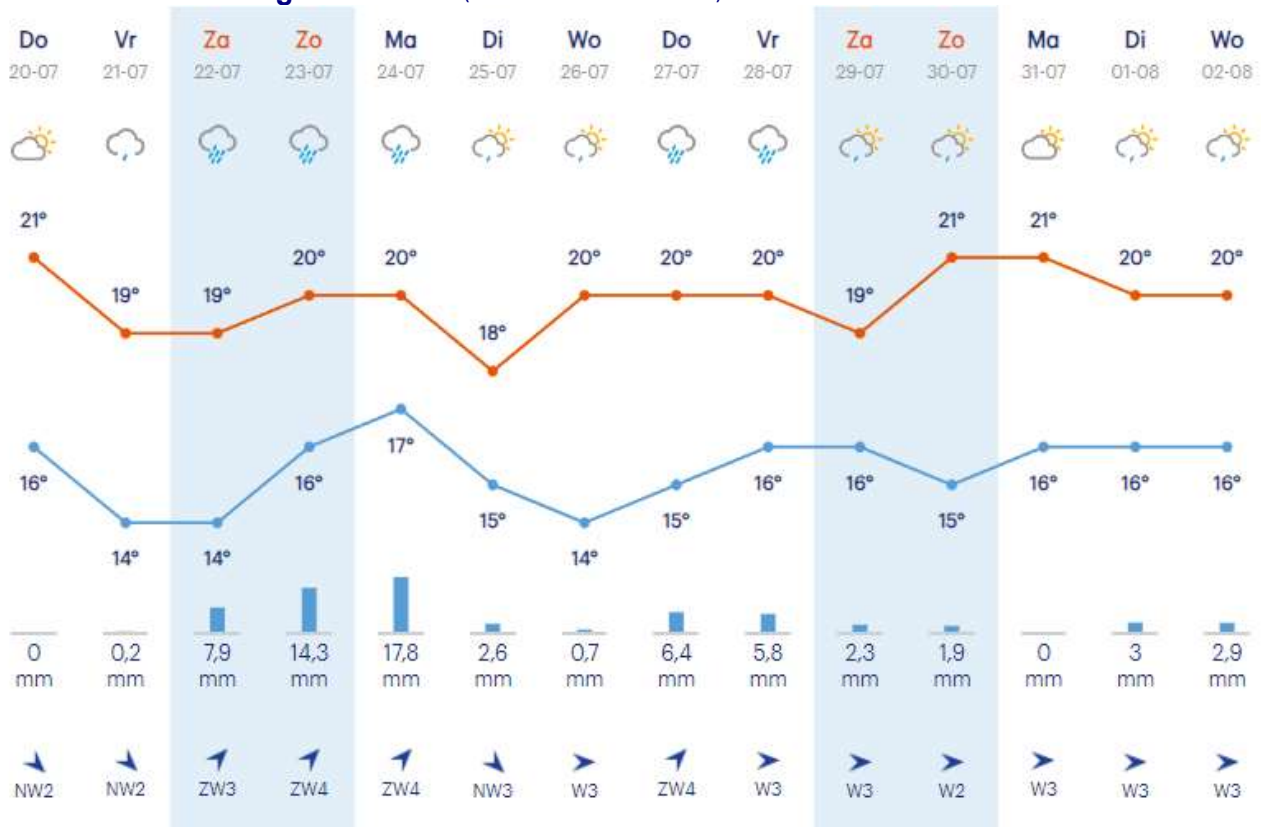 Do Vr Za Zo Ma Di Wo Do Vr Za Zo Ma Di Wo
20-07 21-07 22-07 23-07 24-07 25-07 26-07 27-07 28-07 29-07 30-07 31-07 01-08 02-08
21° 21° 21°
20° 20° 20° 20° 20° 20° 20°
19° 19° 19°
18°
17°
16° 16° 16° 16° 16° 16° 16°
15° 15° 15°
14° 14° 14°
0 0,2 7,9 14,3 17,8 2,6 0,7 6,4 5,8 2,3 1,9 0 3 2,9
mm mm mm mm mm mm mm mm mm mm mm mm mm mm
NW2 NW2 ZW3 ZW4 ZW4 NW3 W3 ZW4 W3 W3 W2 W3 W3 W3